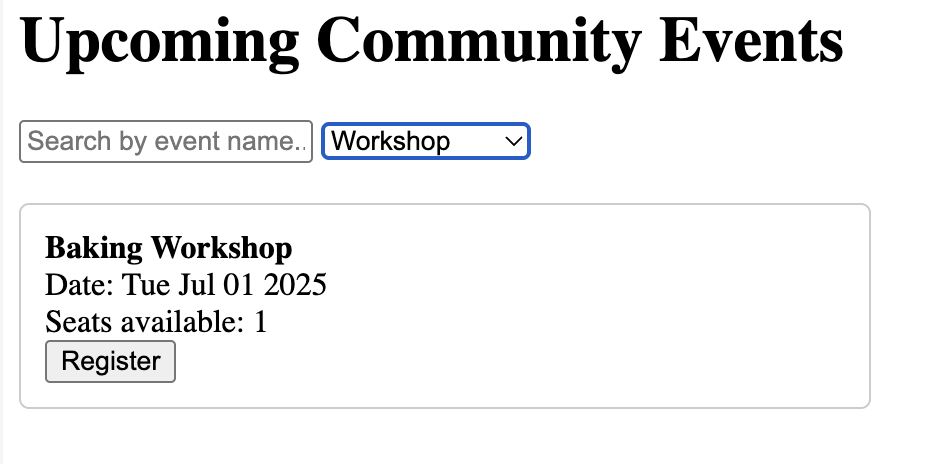 Upcoming Community Events
Search by event name..
Workshop
Baking Workshop
Date: Tue Jul 01 2025
Seats available: 1
Register